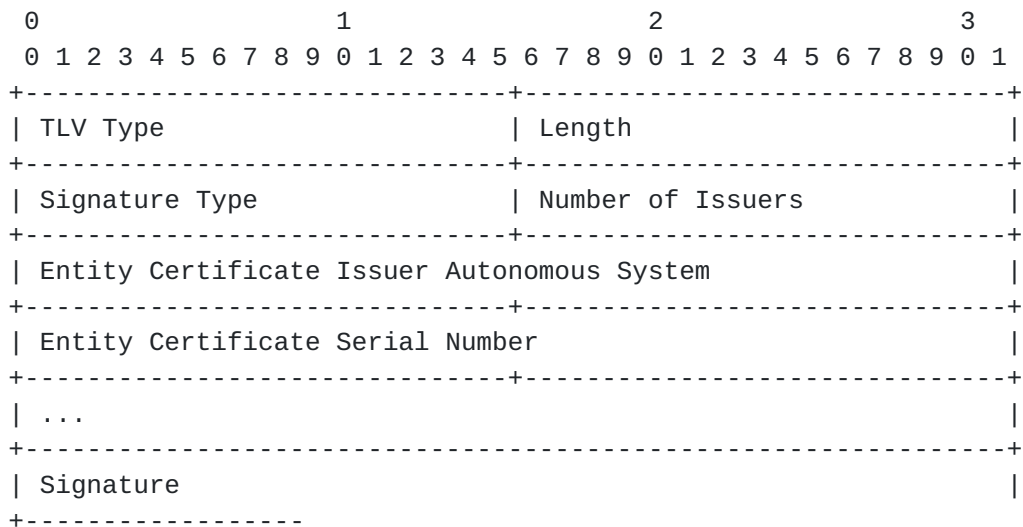 0                   1                   2                   3
 0 1 2 3 4 5 6 7 8 9 0 1 2 3 4 5 6 7 8 9 0 1 2 3 4 5 6 7 8 9 0 1
+-------------------------------+-------------------------------+
| TLV Type                      | Length                        |
+-------------------------------+-------------------------------+
| Signature Type                | Number of Issuers             |
+-------------------------------+-------------------------------+
| Entity Certificate Issuer Autonomous System                   |
+-------------------------------+-------------------------------+
| Entity Certificate Serial Number                              |
+-------------------------------+-------------------------------+
| ...                                                           |
+---------------------------------------------------------------+
| Signature                                                     |
+------------------